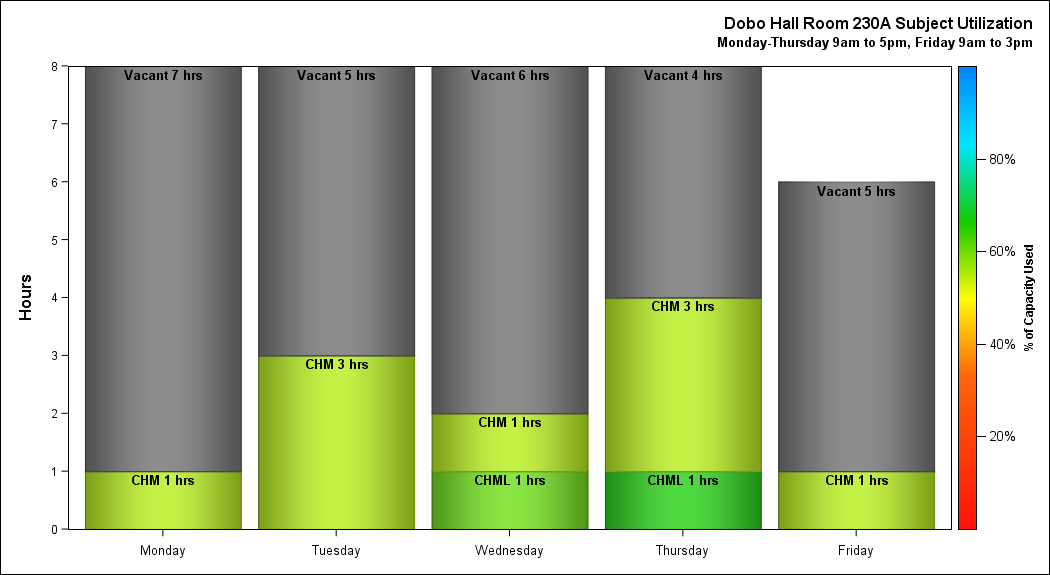 Dobo Hall Room 230A Subject Utilization
Monday-Thursday 9am to 5pm, Friday 9am to 3pm
Hours
8
7
6
5
4
3
2
1
0
Vacant 7 hrs
CHM 1 hrs
Vacant 5 hrs
CHM 3 hrs
Vacant 6 hrs
CHM 1 hrs
CHML 1 hrs
Vacant 4 hrs
CHM 3 hrs
CHML 1 hrs
Vacant 5 hrs
CHM 1 hrs
Monday
Tuesday
Wednesday
Thursday
Friday
80%
60%
40%
20%
% of Capacity Used